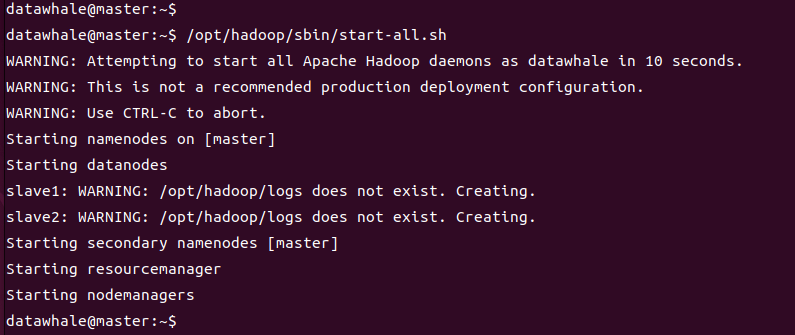 datawhale@master:~$
datawhale@master:~$ /opt/hadoop/sbin/start-all.sh
WARNING: Attempting to start all Apache Hadoop daemons as datawhale in 10 seconds.
WARNING: This is not a recommended production deployment configuration.
WARNING: Use CTRL-C to abort.
Starting namenodes on [master]
Starting datanodes
slave1: WARNING: /opt/hadoop/logs does not exist. Creating.
slave2: WARNING: /opt/hadoop/logs does not exist. Creating.
Starting secondary namenodes [master]
Starting resourcemanager
Starting nodemanagers
datawhale@master:~$